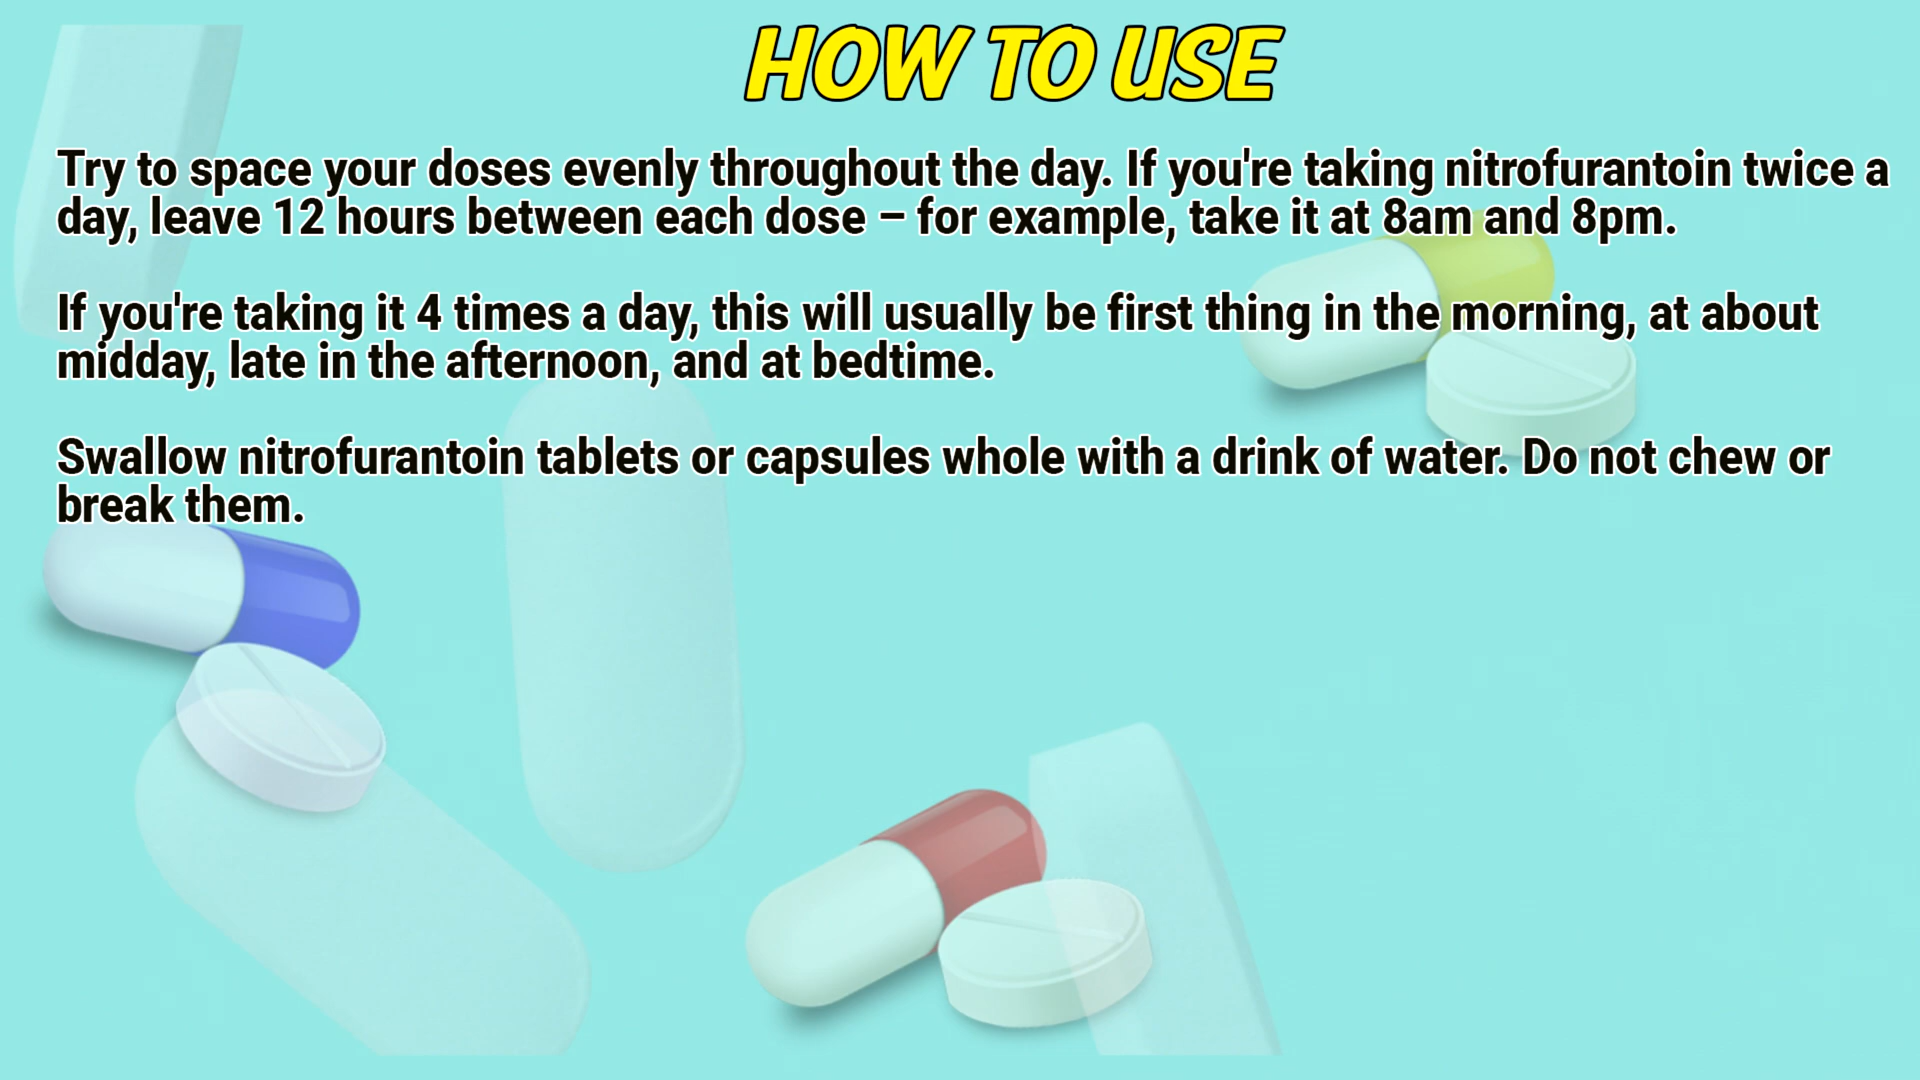 HOW TO USE
Try to space your doses evenly throughout the day. If you're taking nitrofurantoin twice a
day, leave 12 hours between each dose – for example, take it at 8am and 8pm.
If you're taking it 4 times a day, this will usually be first thing in the morning, at about
midday, late in the afternoon, and at bedtime.
Swallow nitrofurantoin tablets or capsules whole with a drink of water. Do not chew or
break them.